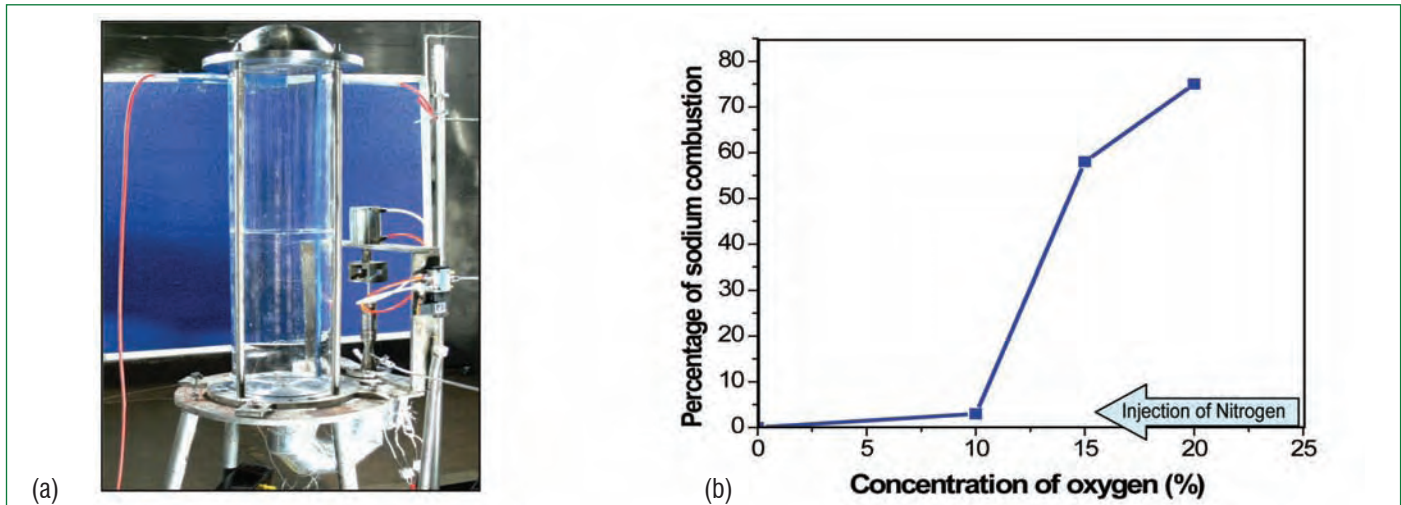 (a)
80
70
60
50
40
30
20
10
0
Percentage of sodium combustion
Injection of Nitrogen
0 5 10 15 20 25
Concentration of oxygen (%)
(b)